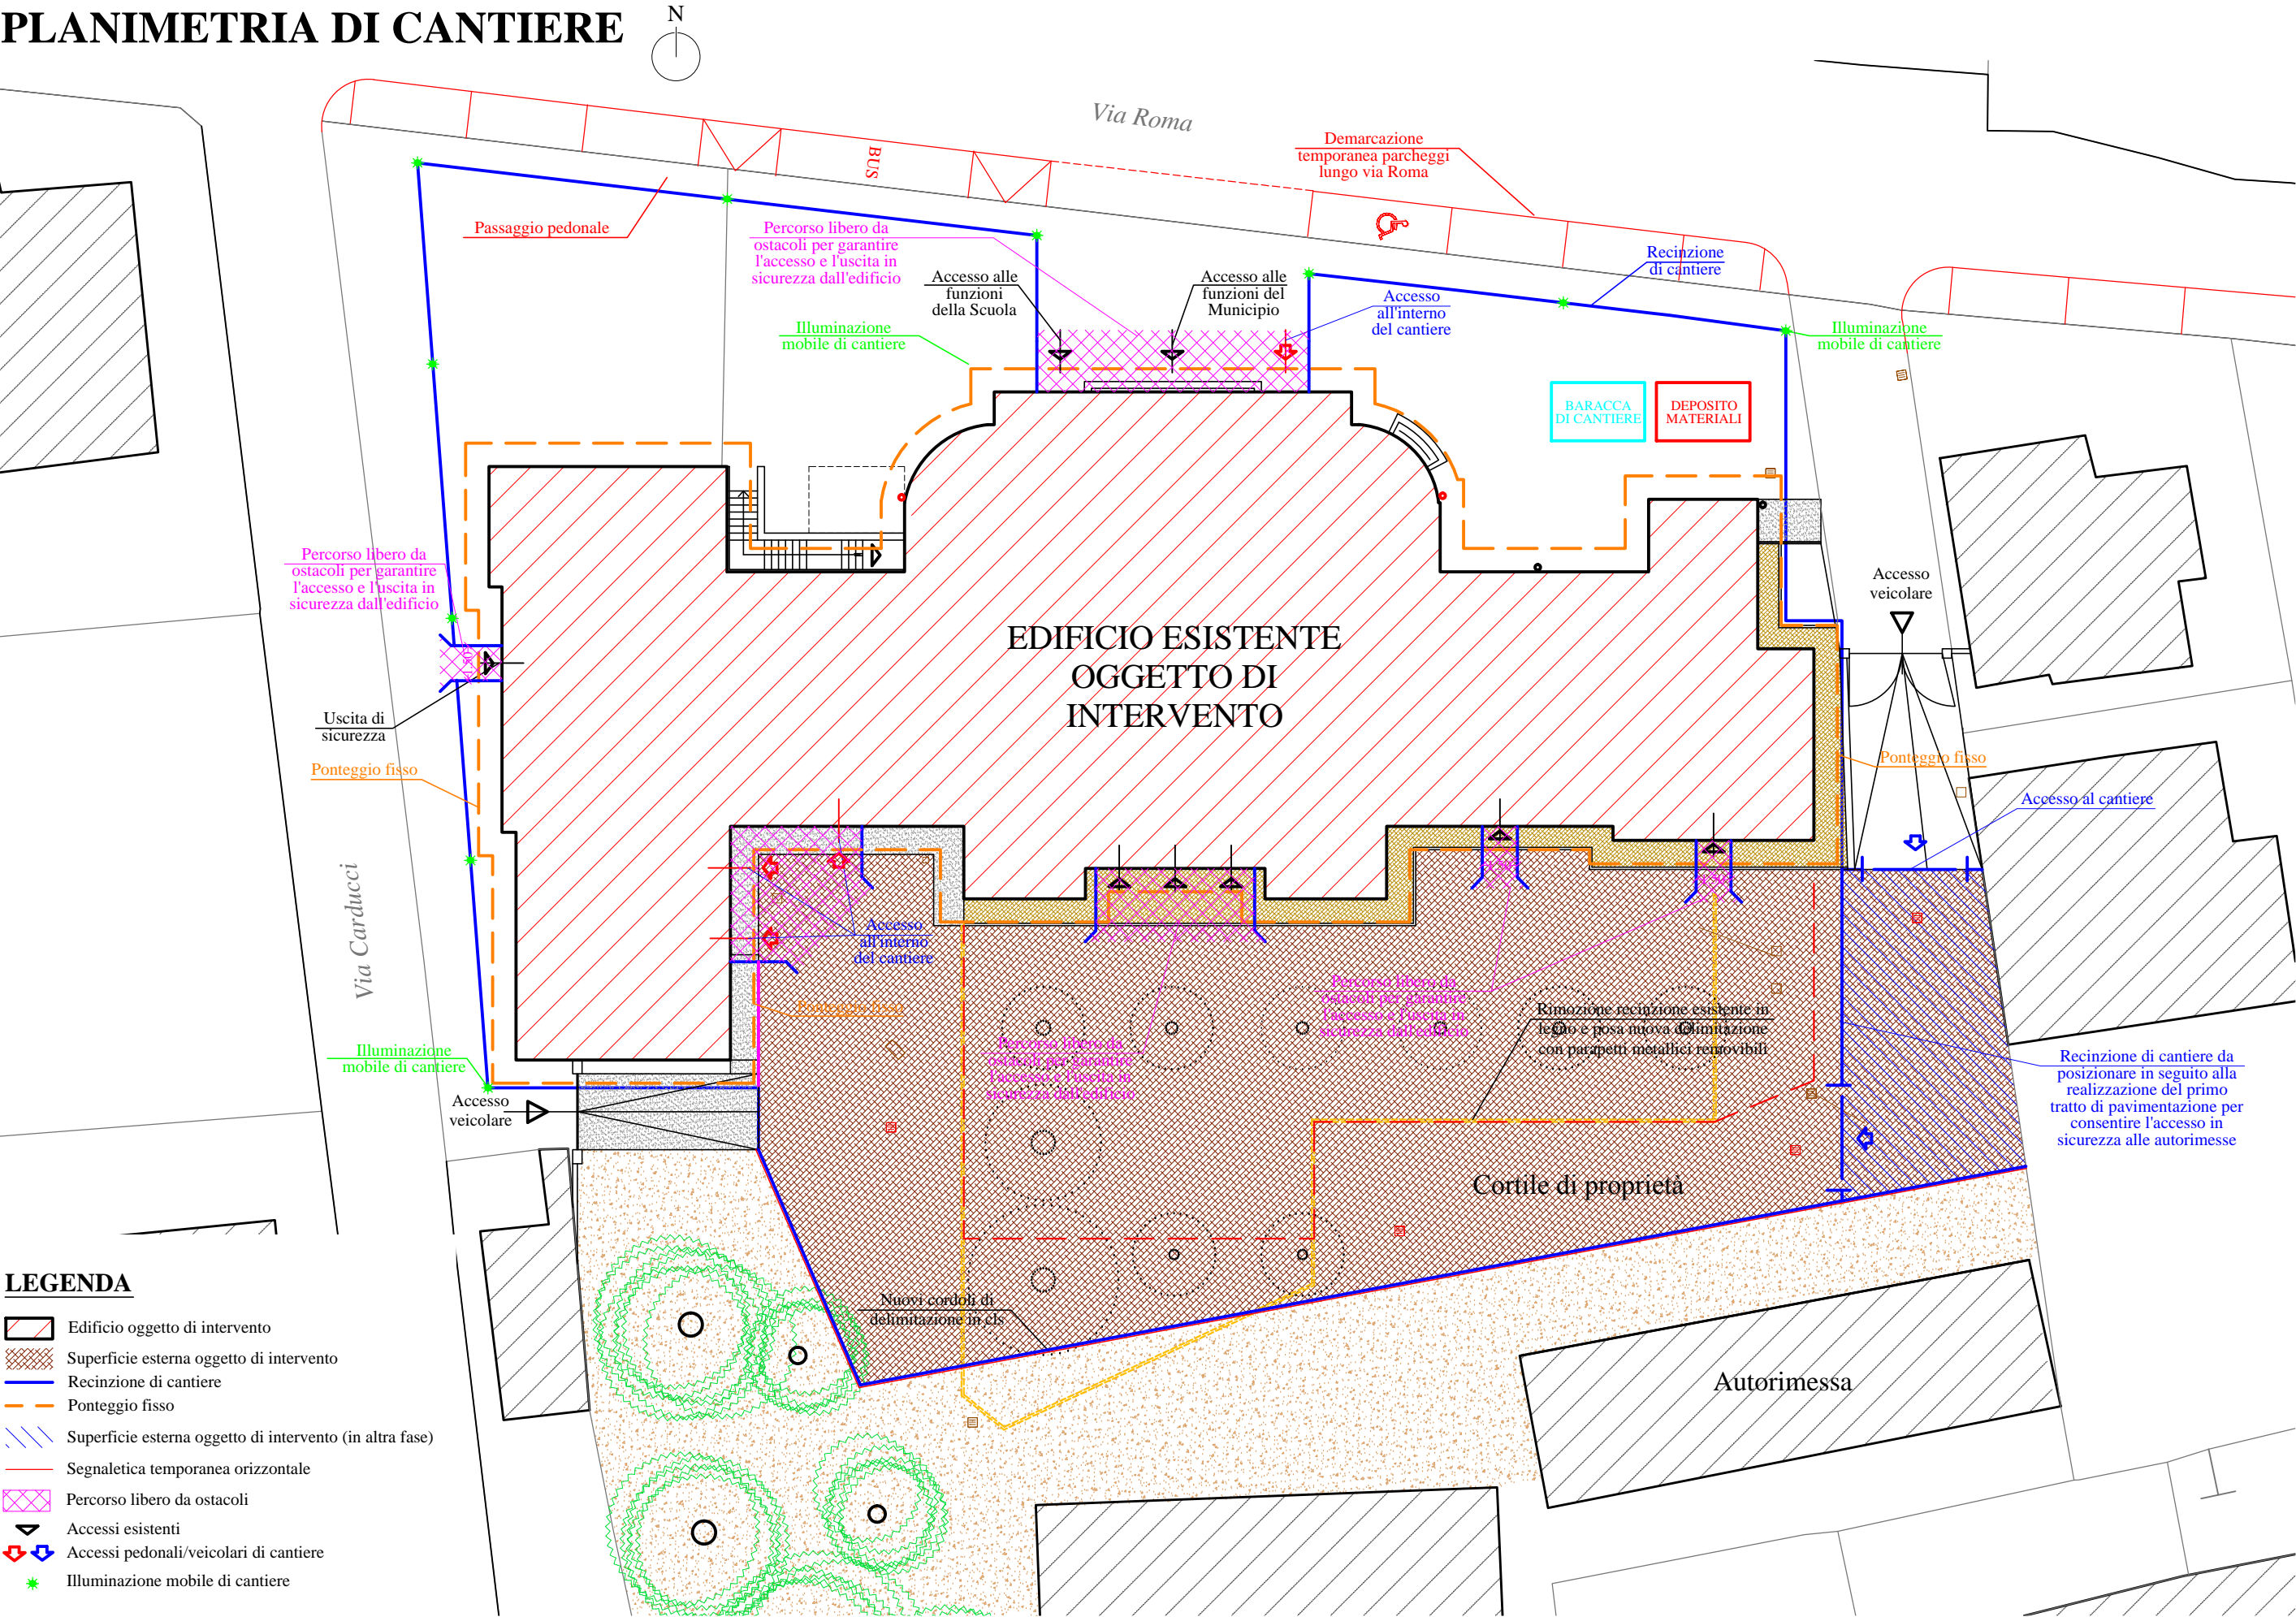 PLANIMETRIA DI CANTIERE
N
Via Roma
BUS
Demarcazione
temporanea parcheggi
lungo via Roma
Passaggio pedonale
Percorso libero da
ostacoli per garantire
l'accesso e l'uscita in
sicurezza dall'edificio
Accesso alle
funzioni
della Scuola
Accesso alle
funzioni del
Municipio
Recinzione
di cantiere
Accesso
all'interno
del cantiere
Illuminazione
mobile di cantiere
Illuminazione
mobile di cantiere
BARACCA
DI CANTIERE
DEPOSITO
MATERIALI
Percorso libero da
ostacoli per garantire
l'accesso e l'uscita in
sicurezza dall'edificio
Accesso
veicolare
EDIFICIO ESISTENTE
OGGETTO DI
INTERVENTO
1.50
Uscita di
sicurezza
Ponteggio fisso
Ponteggio fisso
Accesso al cantiere
Via Carducci
Accesso
all'interno
del cantiere
Ponteggio fisso
Percorso libero da
ostacoli per garantire
l'accesso e l'uscita in
sicurezza dall'edificio
Percorso libero da
ostacoli per garantire
l'accesso e l'uscita in
sicurezza dall'edificio
Rimozione recinzione esistente in
legno e posa nuova delimitazione
con parapetti metallici removibili
Illuminazione
mobile di cantiere
Accesso
veicolare
Recinzione di cantiere da
posizionare in seguito alla
realizzazione del primo
tratto di pavimentazione per
consentire l'accesso in
sicurezza alle autorimesse
Cortile di proprietà
Nuovi cordoli di
delimitazione in cls
Autorimessa
LEGENDA
Edificio oggetto di intervento
Superficie esterna oggetto di intervento
Recinzione di cantiere
Ponteggio fisso
Superficie esterna oggetto di intervento (in altra fase)
Segnaletica temporanea orizzontale
Percorso libero da ostacoli
Accessi esistenti
Accessi pedonali/veicolari di cantiere
Illuminazione mobile di cantiere